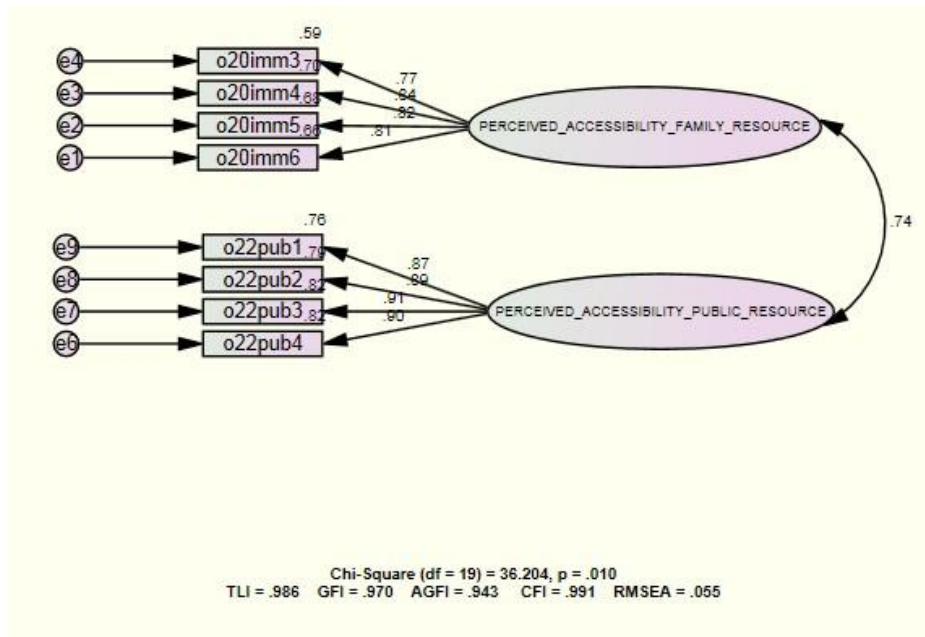 .59
e4 o20imm3 .70 .77
e3 o20imm4 .68 .84
e2 o20imm5 .66 .82 PERCEIVED_ACCESSIBILITY_FAMILY_RESOURCE
e1 o20imm6 .81
.74
.76
e9 o22pub1 .79 .87
e8 o22pub2 .82 .89
e7 o22pub3 .82 .91 PERCEIVED_ACCESSIBILITY_PUBLIC_RESOURCE
e6 o22pub4 .90
Chi-Square (df = 19) = 36.204, p = .010
TLI = .986 GFI = .970 AGFI = .943 CFI = .991 RMSEA = .055